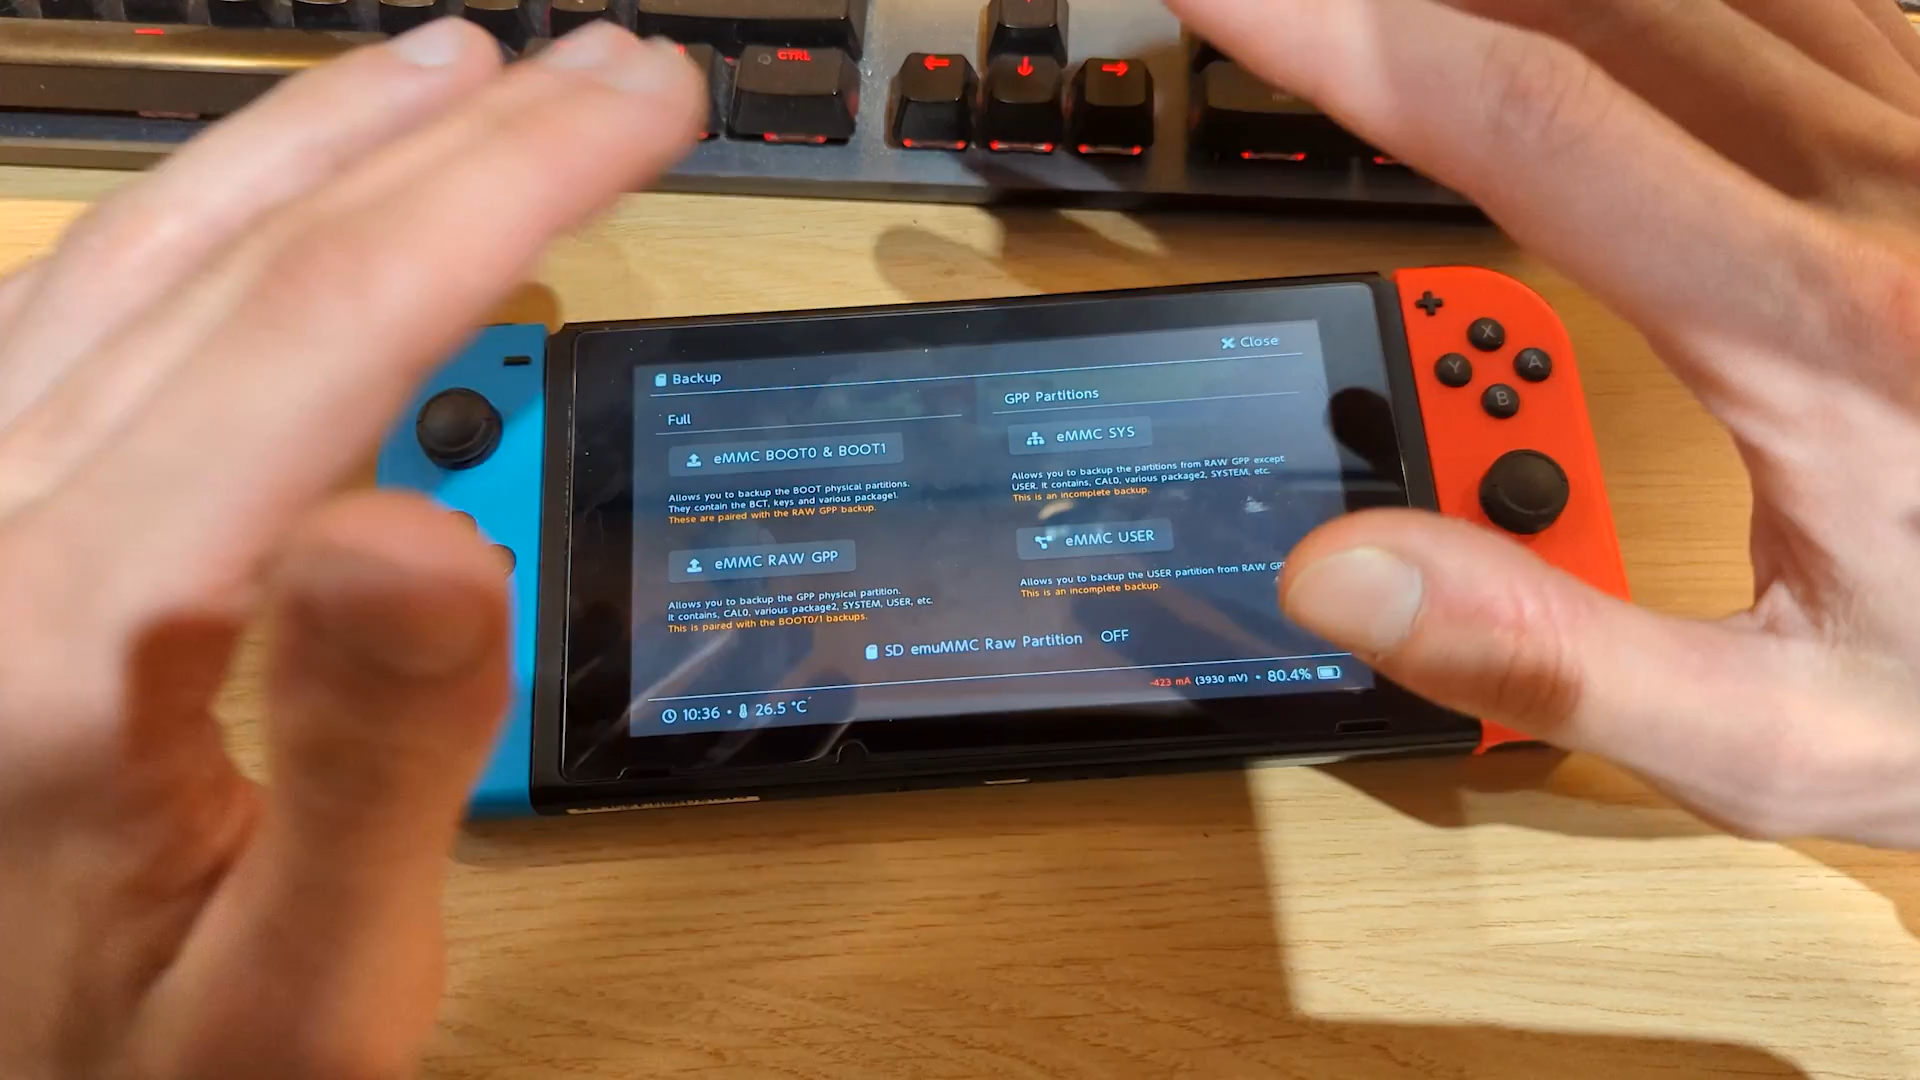 CTRL
Backup
Close
Full
eMMC BOOT0 & BOOT1
Allows you to backup the BOOT physical partitions.
They contain the BCT, keys and various package1.
These are paired with the RAW GPP backup.
eMMC RAW GPP
Allows you to backup the GPP physical partition.
It contains, CAL0, various package2, SYSTEM, USER, etc.
This is paired with the BOOT0/1 backups.
GPP Partitions
eMMC SYS
Allows you to backup the partitions from RAW GPP except
USER. It contains, CAL0, various package2, SYSTEM, etc.
This is an incomplete backup.
eMMC USER
Allows you to backup the USER partition from RAW
This is an incomplete backup.
SD emuMMC Raw Partition OFF
10:36 • 26.5 °C
-423 mA (3930 mV) • 80.4%
X
Y
A
B